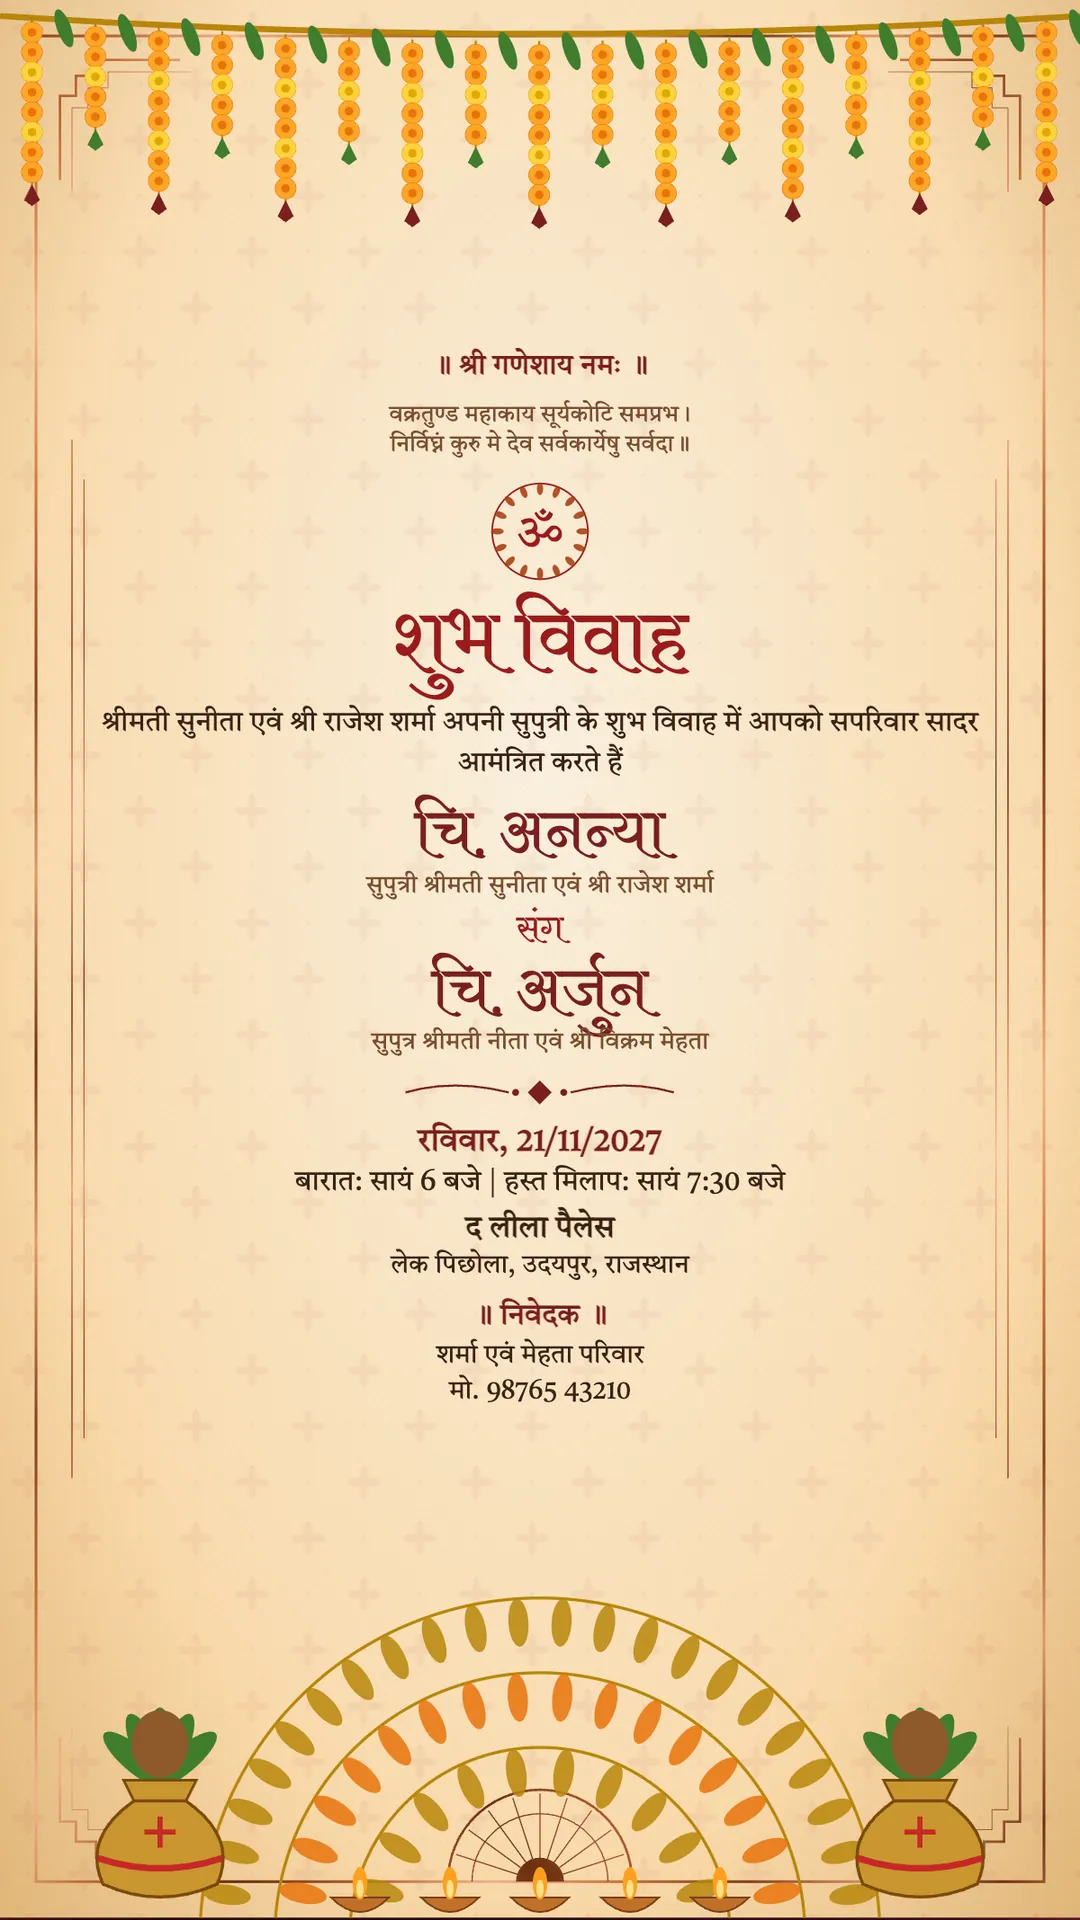 ॥ श्री गणेशाय नमः ॥
वक्रतुण्ड महाकाय सूर्यकोटि समप्रभ।
निर्विघ्नं कुरु मे देव सर्वकार्येषु सर्वदा॥
ॐ
शुभ विवाह
श्रीमती सुनीता एवं श्री राजेश शर्मा अपनी सुपुत्री के शुभ विवाह में आपको सपरिवार सादर
आमंत्रित करते हैं
चि. अनन्या
सुपुत्री श्रीमती सुनीता एवं श्री राजेश शर्मा
संग
चि. अर्जुन
सुपुत्र श्रीमती नीता एवं श्री विक्रम मेहता
रविवार, 21/11/2027
बारात: सायं 6 बजे | हस्त मिलाप: सायं 7:30 बजे
द लीला पैलेस
लेक पिछोला, उदयपुर, राजस्थान
॥ निवेदक ॥
शर्मा एवं मेहता परिवार
मो. 98765 43210